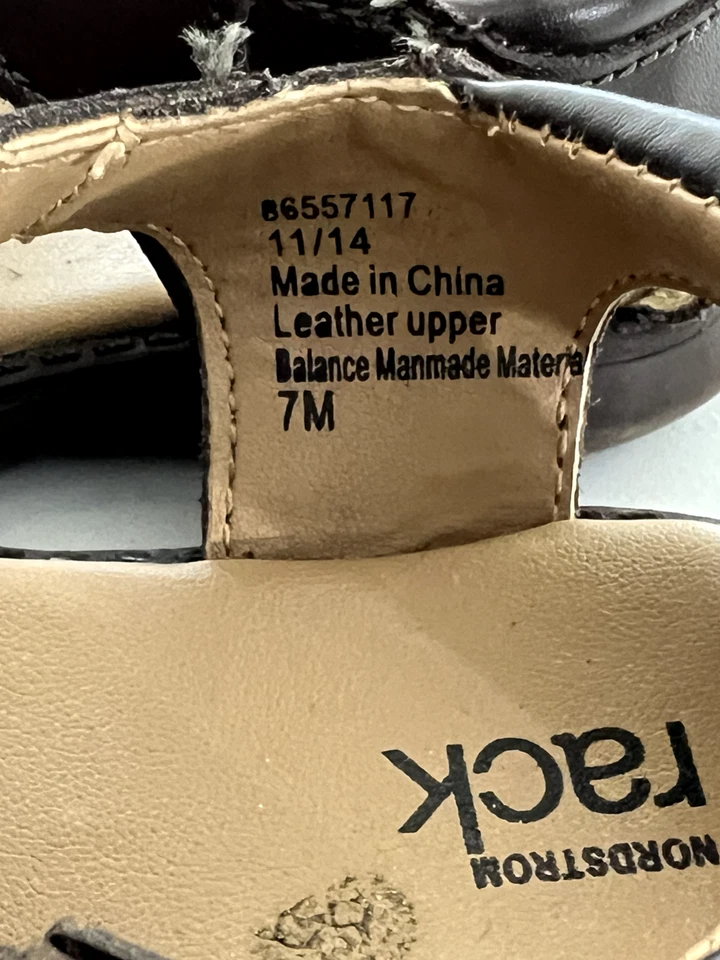 86557117
11/14
Made in China
Leather upper
Balance Manmade Materia
7M
NORDSTROM
rack